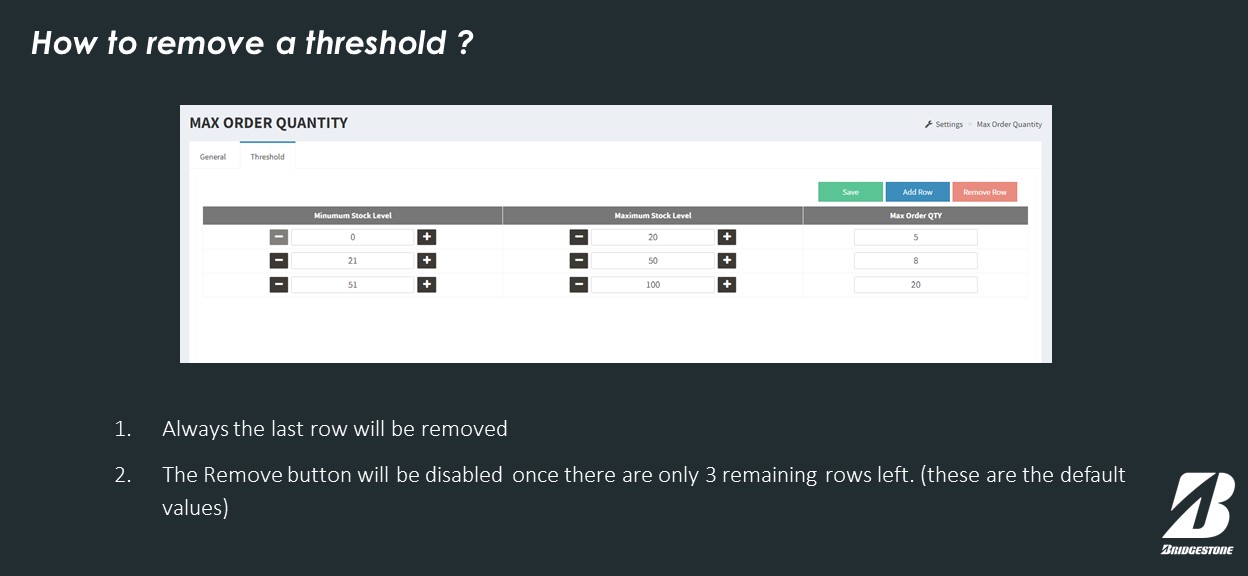 How to remove a threshold ?
MAX ORDER QUANTITY
Settings
Max Order Quantity
General
Threshold
Save
Add Row
Remove Row
Minumum Stock Level
Maximum Stock Level
Max Order QTY
− 0 +
− 20 +
5
− 21 +
− 50 +
8
− 51 +
− 100 +
20
1. Always the last row will be removed
2. The Remove button will be disabled once there are only 3 remaining rows left. (these are the default
values)
BRIDGESTONE